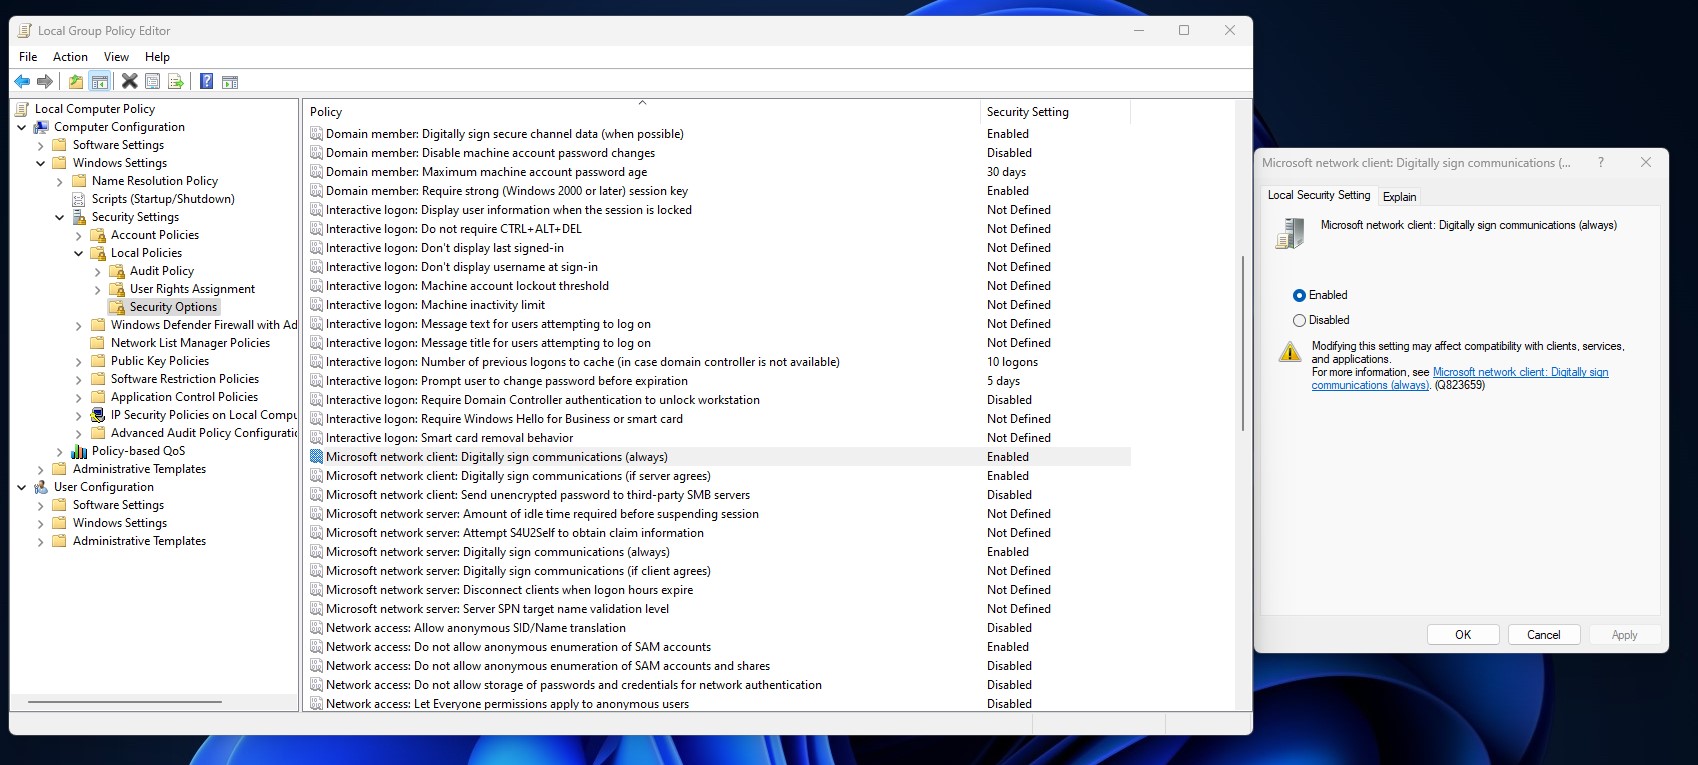 Local Group Policy Editor
File Action View Help
Local Computer Policy
Computer Configuration
Software Settings
Windows Settings
Name Resolution Policy
Scripts (Startup/Shutdown)
Security Settings
Account Policies
Local Policies
Audit Policy
User Rights Assignment
Security Options
Windows Defender Firewall with Ad
Network List Manager Policies
Public Key Policies
Software Restriction Policies
Application Control Policies
IP Security Policies on Local Compu
Advanced Audit Policy Configuratic
Policy-based QoS
Administrative Templates
User Configuration
Software Settings
Windows Settings
Administrative Templates
Policy Security Setting
Domain member: Digitally sign secure channel data (when possible) Enabled
Domain member: Disable machine account password changes Disabled
Domain member: Maximum machine account password age 30 days
Domain member: Require strong (Windows 2000 or later) session key Enabled
Interactive logon: Display user information when the session is locked Not Defined
Interactive logon: Do not require CTRL+ALT+DEL Not Defined
Interactive logon: Don't display last signed-in Not Defined
Interactive logon: Don't display username at sign-in Not Defined
Interactive logon: Machine account lockout threshold Not Defined
Interactive logon: Machine inactivity limit Not Defined
Interactive logon: Message text for users attempting to log on Not Defined
Interactive logon: Message title for users attempting to log on Not Defined
Interactive logon: Number of previous logons to cache (in case domain controller is not available) 10 logons
Interactive logon: Prompt user to change password before expiration 5 days
Interactive logon: Require Domain Controller authentication to unlock workstation Disabled
Interactive logon: Require Windows Hello for Business or smart card Not Defined
Interactive logon: Smart card removal behavior Not Defined
Microsoft network client: Digitally sign communications (always) Enabled
Microsoft network client: Digitally sign communications (if server agrees) Enabled
Microsoft network client: Send unencrypted password to third-party SMB servers Disabled
Microsoft network server: Amount of idle time required before suspending session Not Defined
Microsoft network server: Attempt S4U2Self to obtain claim information Not Defined
Microsoft network server: Digitally sign communications (always) Enabled
Microsoft network server: Digitally sign communications (if client agrees) Not Defined
Microsoft network server: Disconnect clients when logon hours expire Not Defined
Microsoft network server: Server SPN target name validation level Not Defined
Network access: Allow anonymous SID/Name translation Disabled
Network access: Do not allow anonymous enumeration of SAM accounts Enabled
Network access: Do not allow anonymous enumeration of SAM accounts and shares Disabled
Network access: Do not allow storage of passwords and credentials for network authentication Disabled
Network access: Let Everyone permissions apply to anonymous users Disabled
Microsoft network client: Digitally sign communications (... ?
Local Security Setting Explain
Microsoft network client: Digitally sign communications (always)
Enabled
Disabled
Modifying this setting may affect compatibility with clients, services,
and applications.
For more information, see Microsoft network client: Digitally sign
communications (always). (Q823659)
OK Cancel Apply